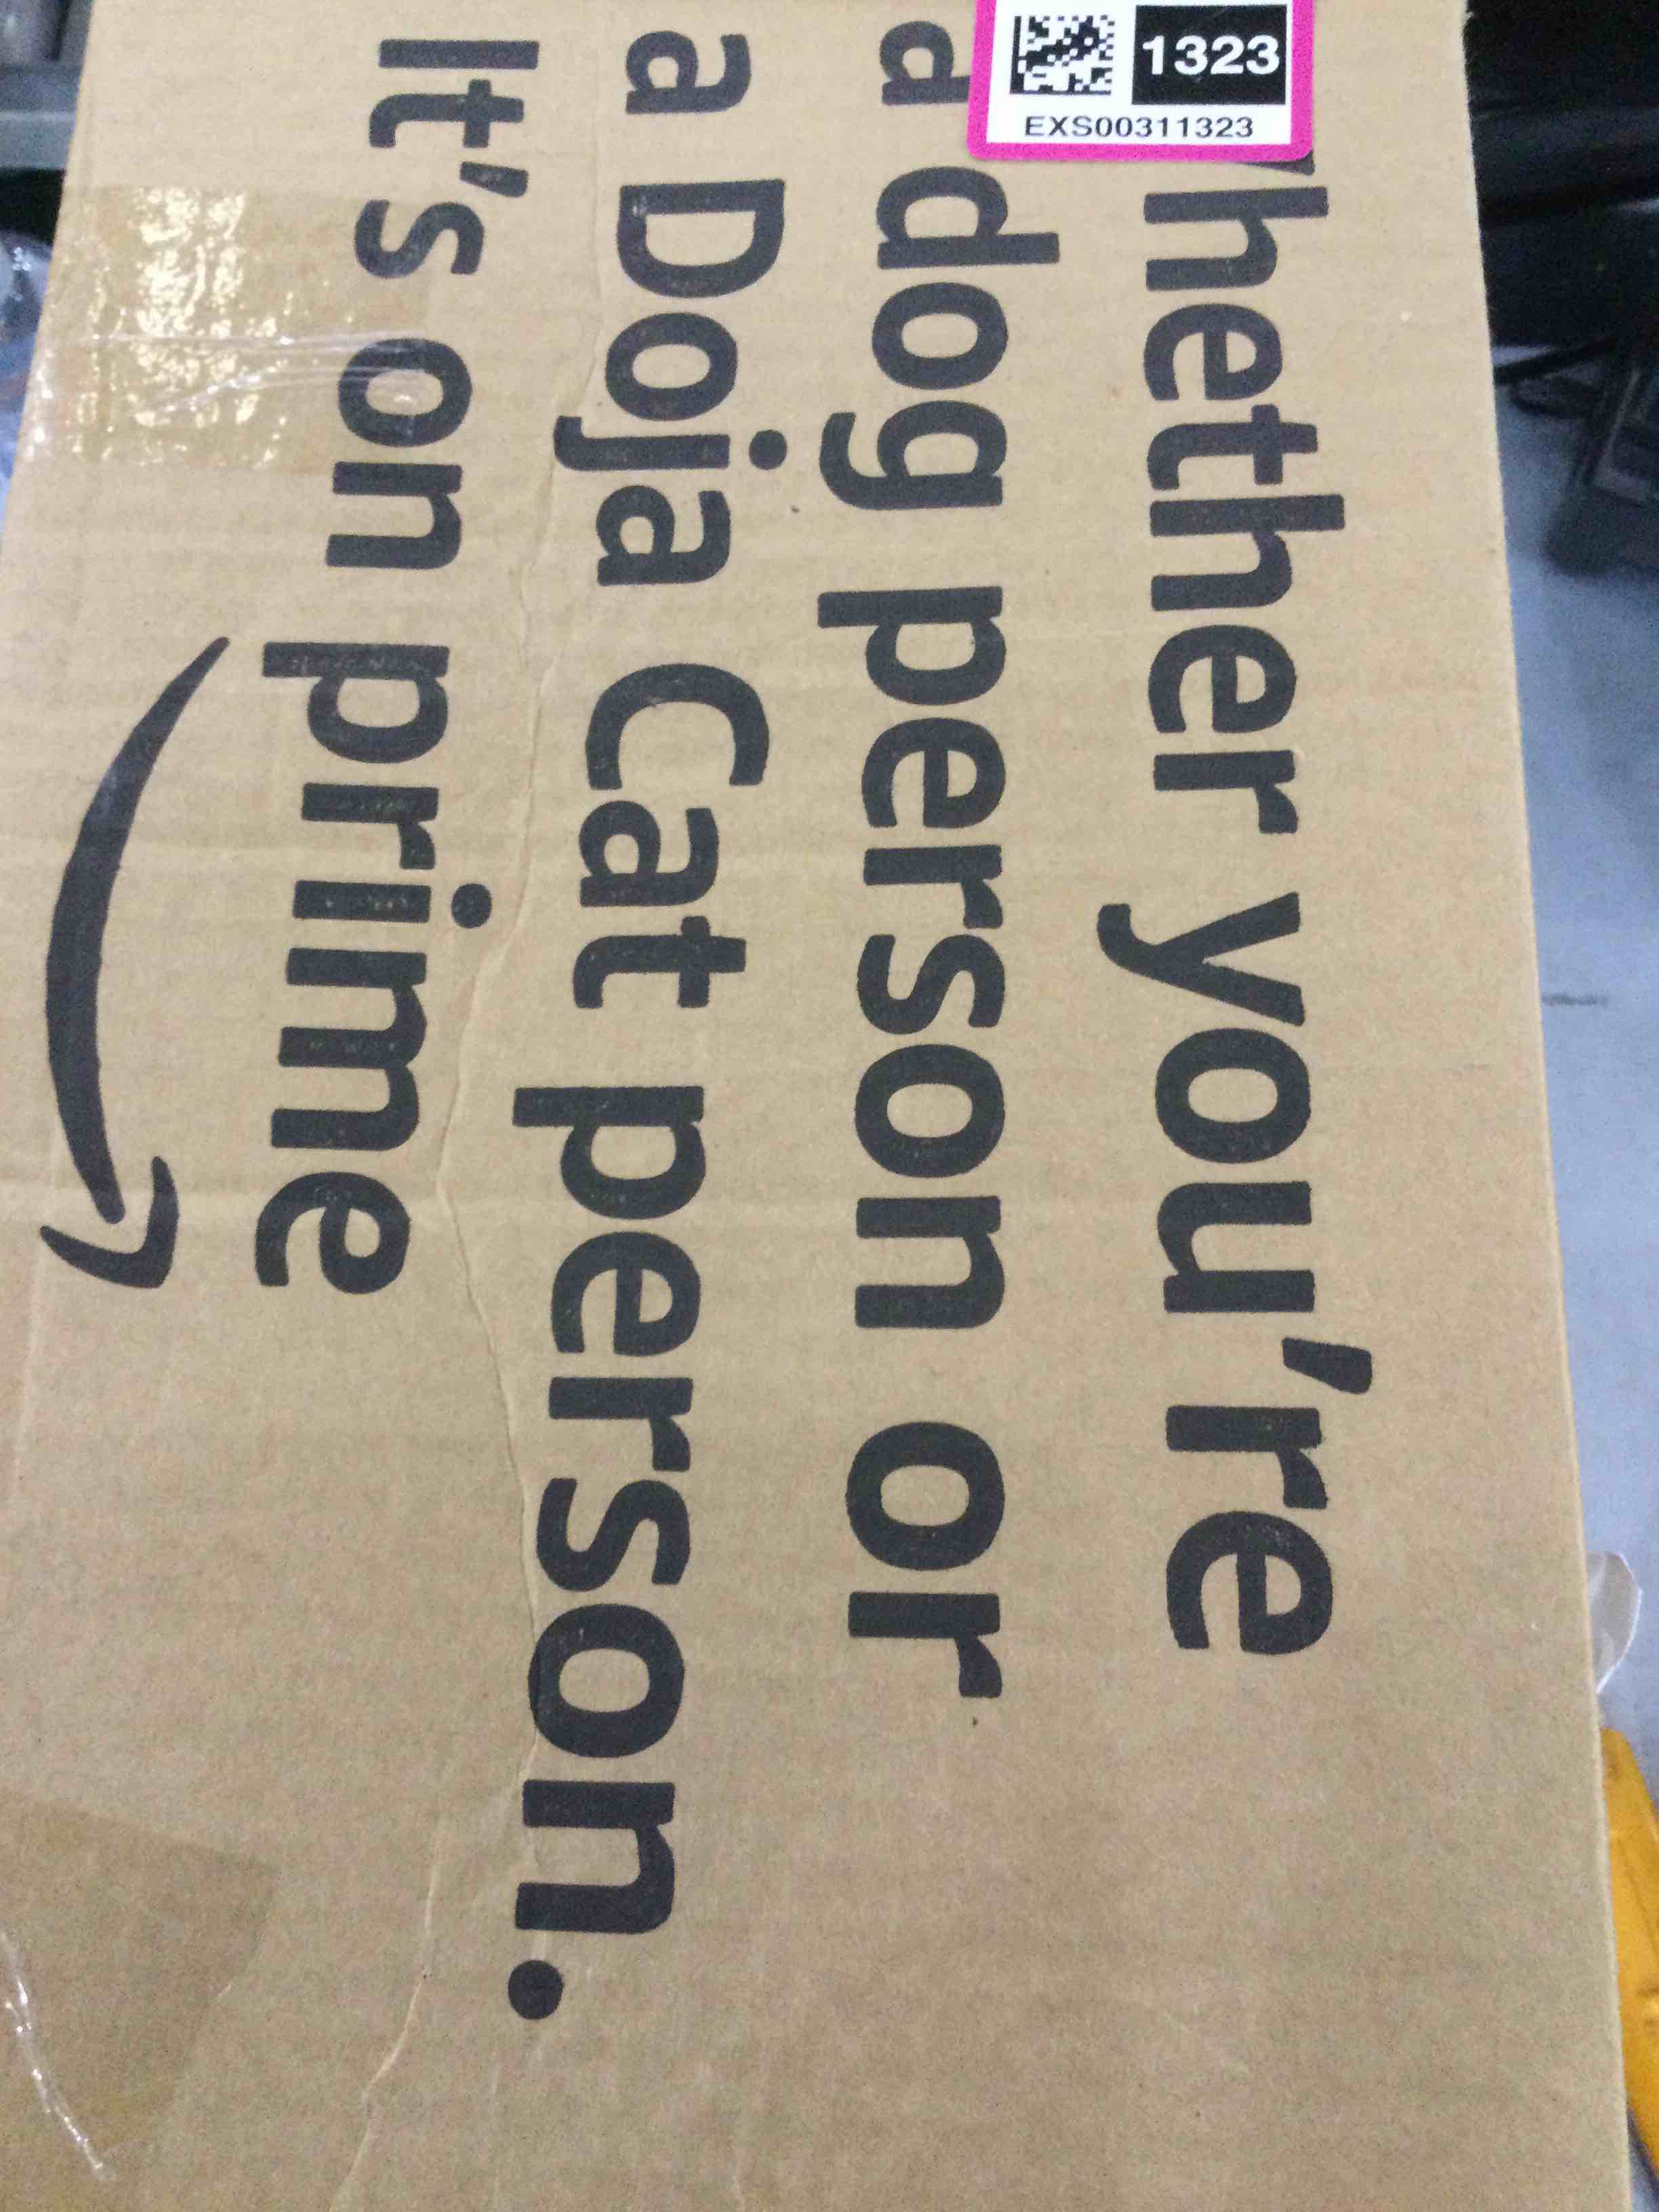 1323
EXS00311323
hether you're
a dog person or
a Doja Cat person.
It's on prime